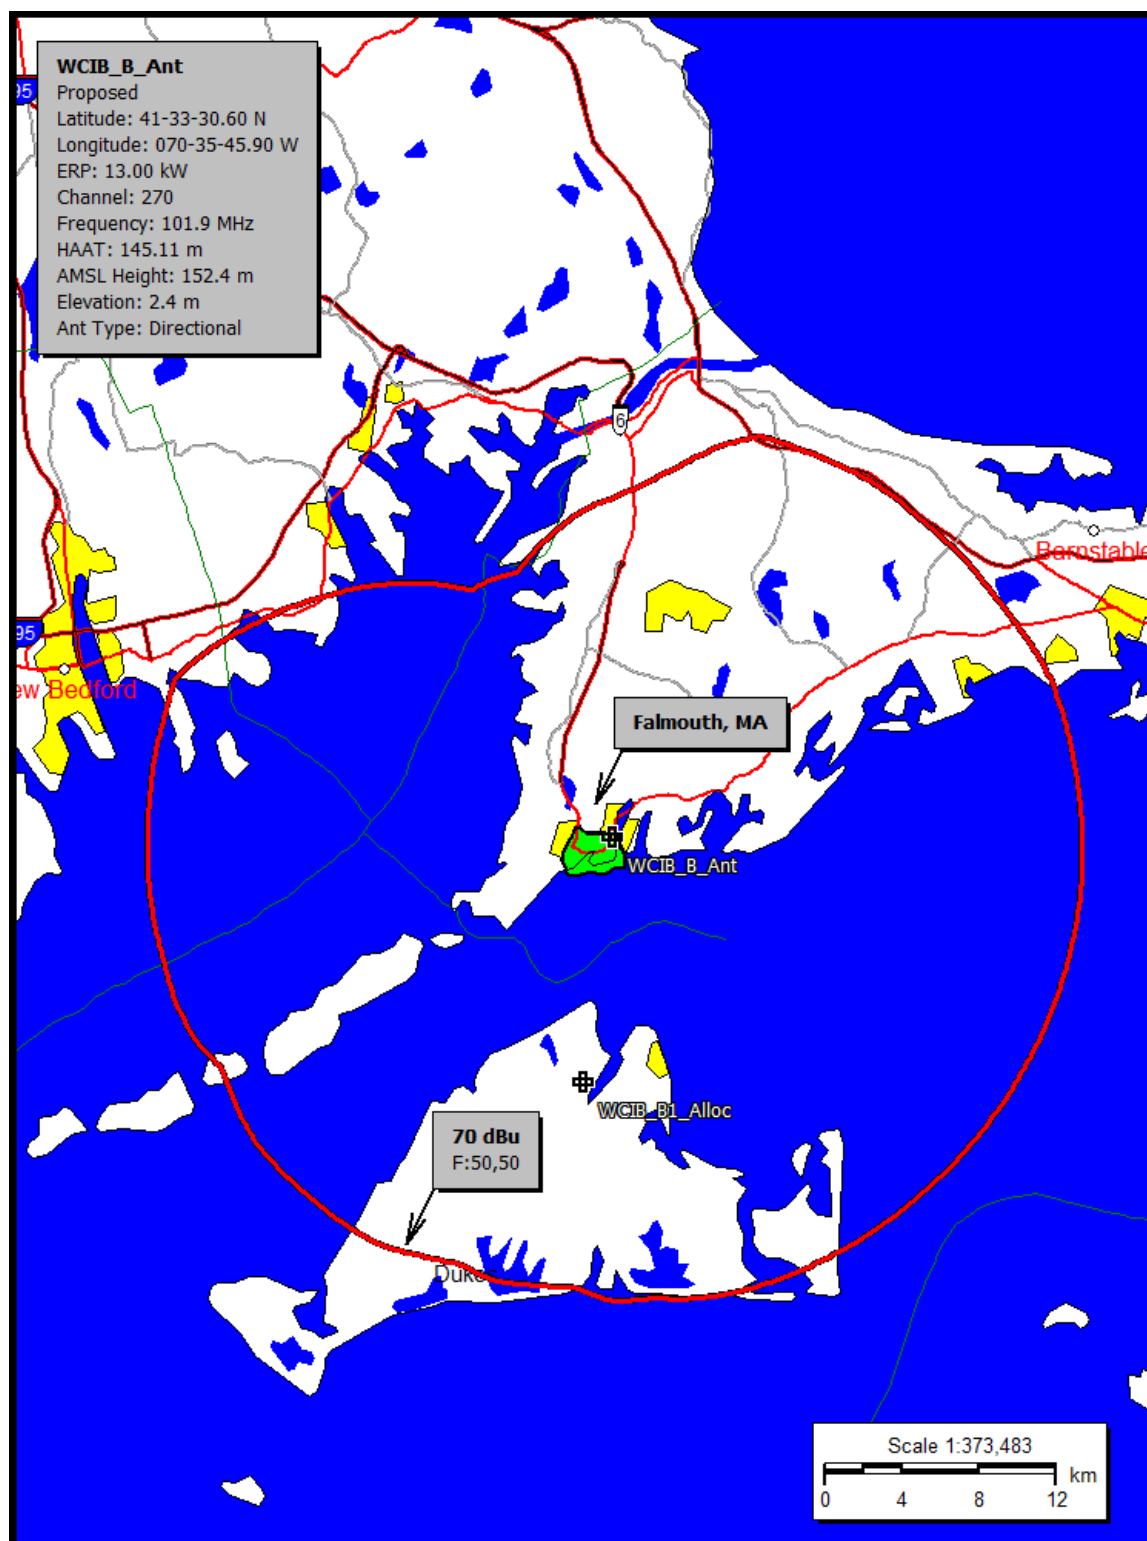 WCIB_B_Ant
Proposed
Latitude: 41-33-30.60 N
Longitude: 070-35-45.90 W
ERP: 13.00 kW
Channel: 270
Frequency: 101.9 MHz
HAAT: 145.11 m
AMSL Height: 152.4 m
Elevation: 2.4 m
Ant Type: Directional
95
6
Barnstable
95
ew Bedford
Falmouth, MA
WCIB_B_Ant
WCIB_B1_Alloc
70 dBu
F:50,50
Dukes
Scale 1:373,483
km
0 4 8 12